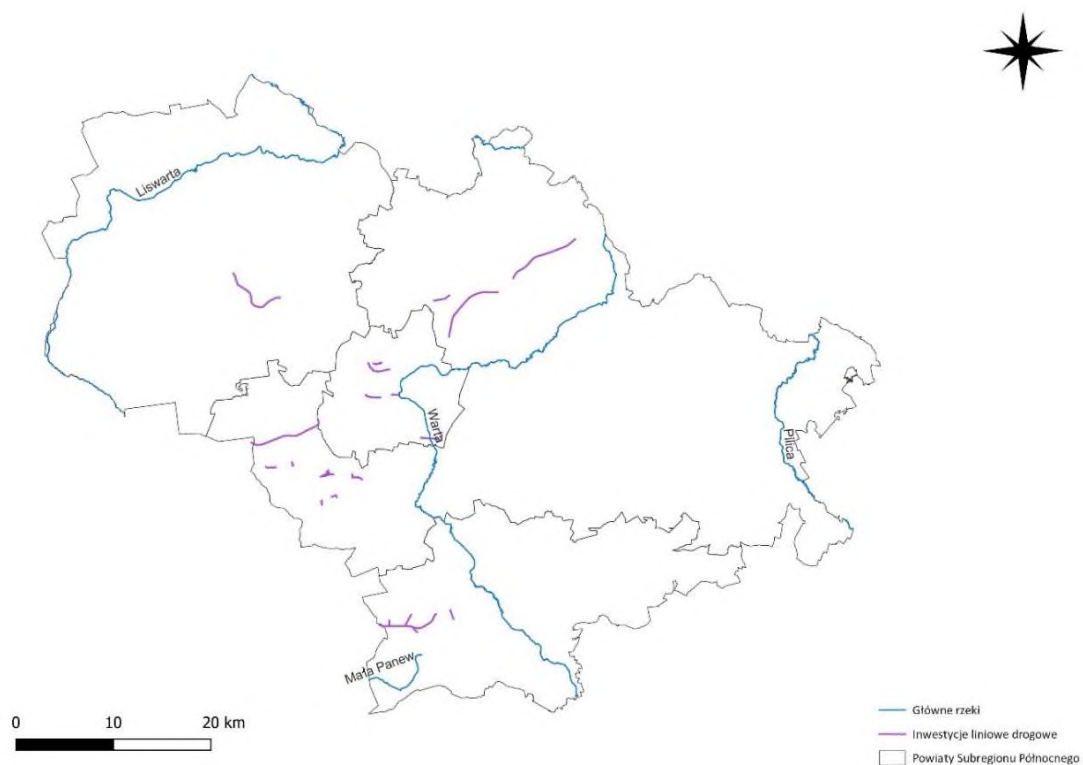 Liswarta
Warta
Pilica
Mała Panew
0 10 20 km
Główne rzeki
Inwestycje liniowe drogowe
Powiaty Subregionu Północnego